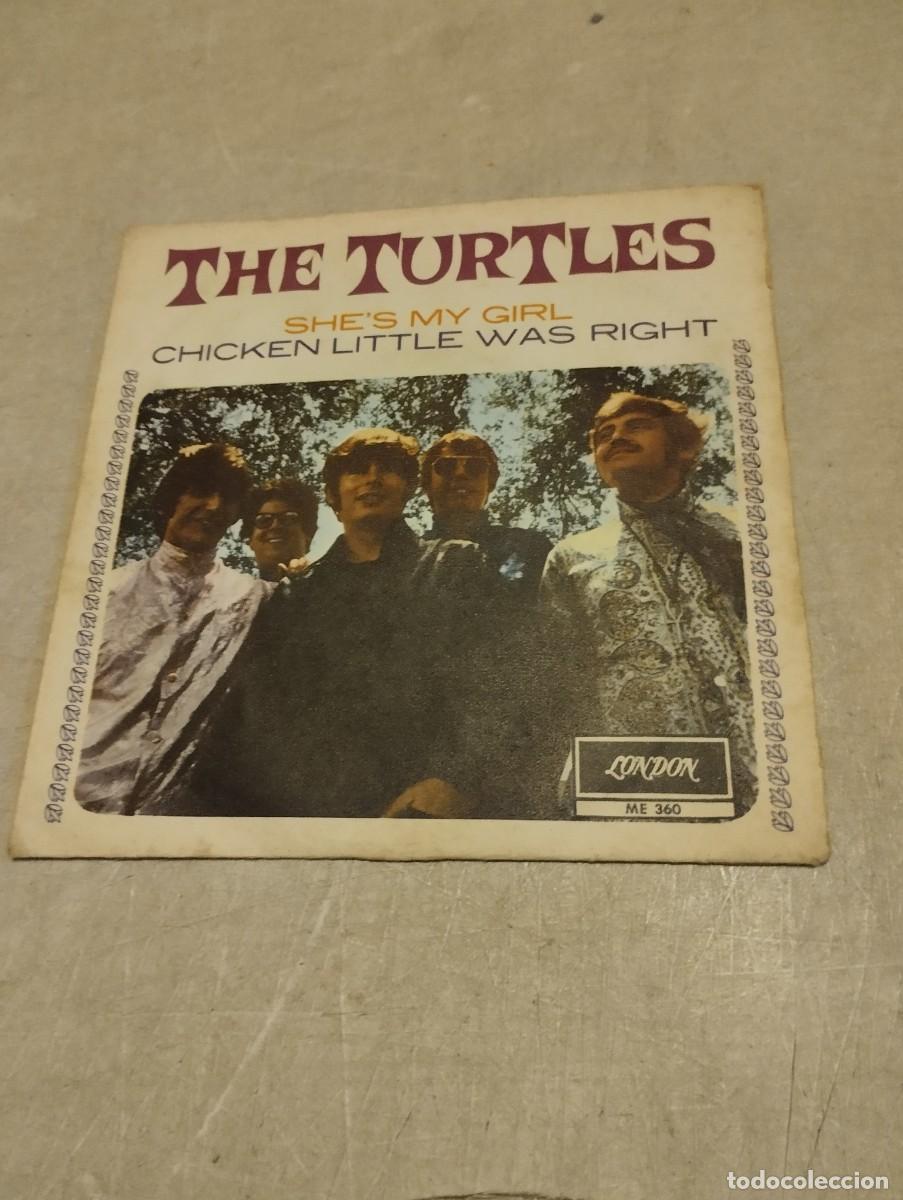 THE TURTLES
SHE'S MY GIRL
CHICKEN LITTLE WAS RIGHT
LONDON
ME 360
todocoleccion